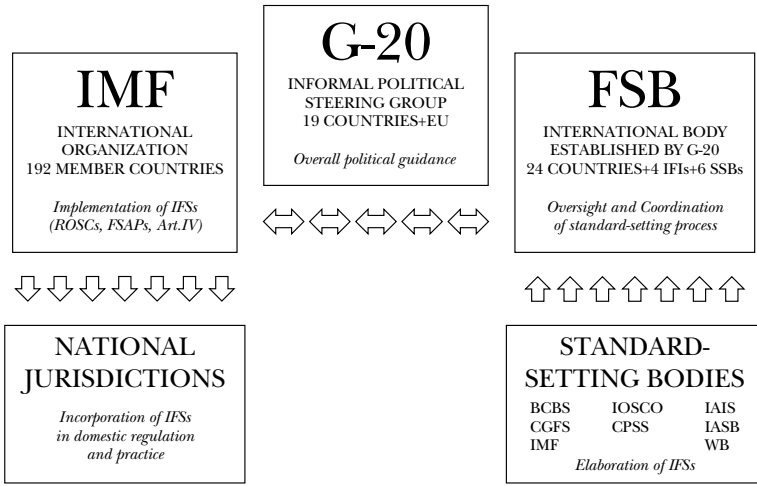 G-20
INFORMAL POLITICAL
STEERING GROUP
19 COUNTRIES+EU
Overall political guidance
IMF
INTERNATIONAL
ORGANIZATION
192 MEMBER COUNTRIES
Implementation of IFSs
(ROSCs, FSAPs, Art.IV)
FSB
INTERNATIONAL BODY
ESTABLISHED BY G-20
24 COUNTRIES+4 IFIs+6 SSBs
Oversight and Coordination
of standard-setting process
NATIONAL
JURISDICTIONS
Incorporation of IFSs
in domestic regulation
and practice
STANDARD-
SETTING BODIES
BCBS IOSCO IAIS
CGFS CPSS IASB
IMF WB
Elaboration of IFSs